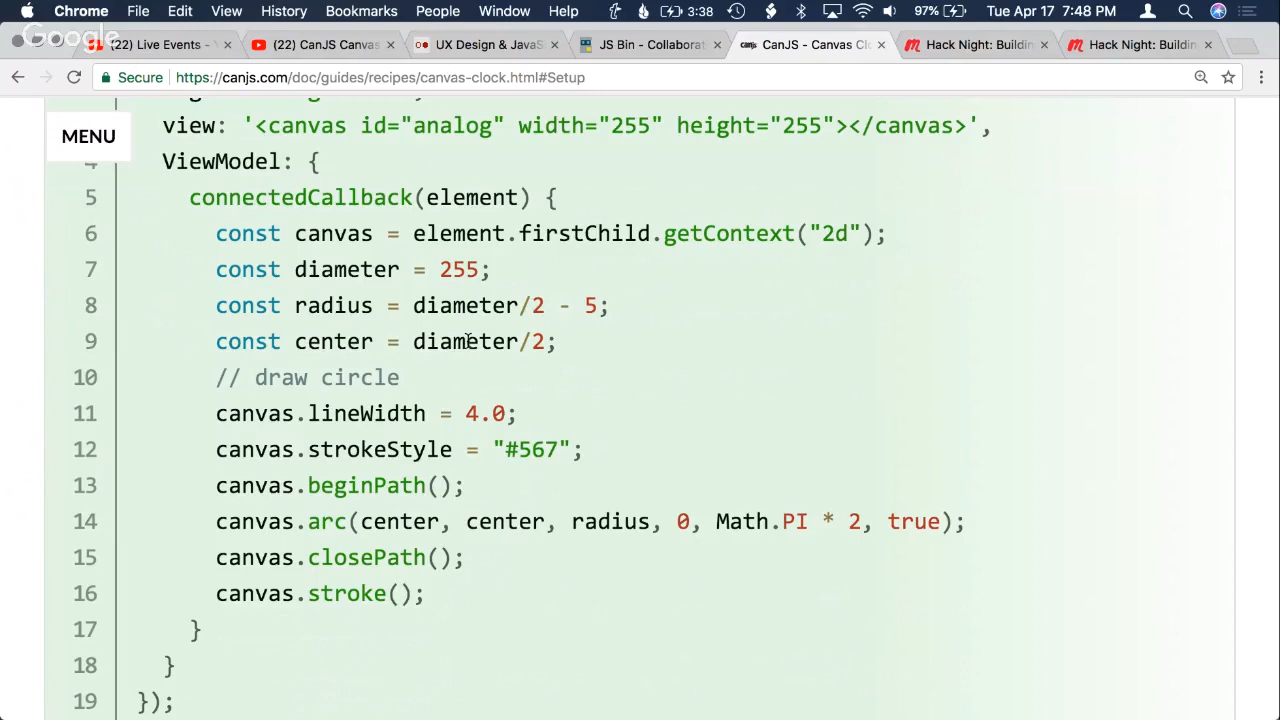 Chrome File Edit View History Bookmarks People Window Help 3:38 97% Tue Apr 17 7:48 PM
Google
(22) Live Events - Y (22) CanJS Canvas UX Design & JavaS JS Bin - Collaborat CanJS - Canvas Clo Hack Night: Buildin Hack Night: Buildin
Secure https://canjs.com/doc/guides/recipes/canvas-clock.html#Setup
MENU
view: '<canvas id="analog" width="255" height="255"></canvas>',
4 ViewModel: {
5 connectedCallback(element) {
6 const canvas = element.firstChild.getContext("2d");
7 const diameter = 255;
8 const radius = diameter/2 - 5;
9 const center = diameter/2;
10 // draw circle
11 canvas.lineWidth = 4.0;
12 canvas.strokeStyle = "#567";
13 canvas.beginPath();
14 canvas.arc(center, center, radius, 0, Math.PI * 2, true);
15 canvas.closePath();
16 canvas.stroke();
17 }
18 }
19 });